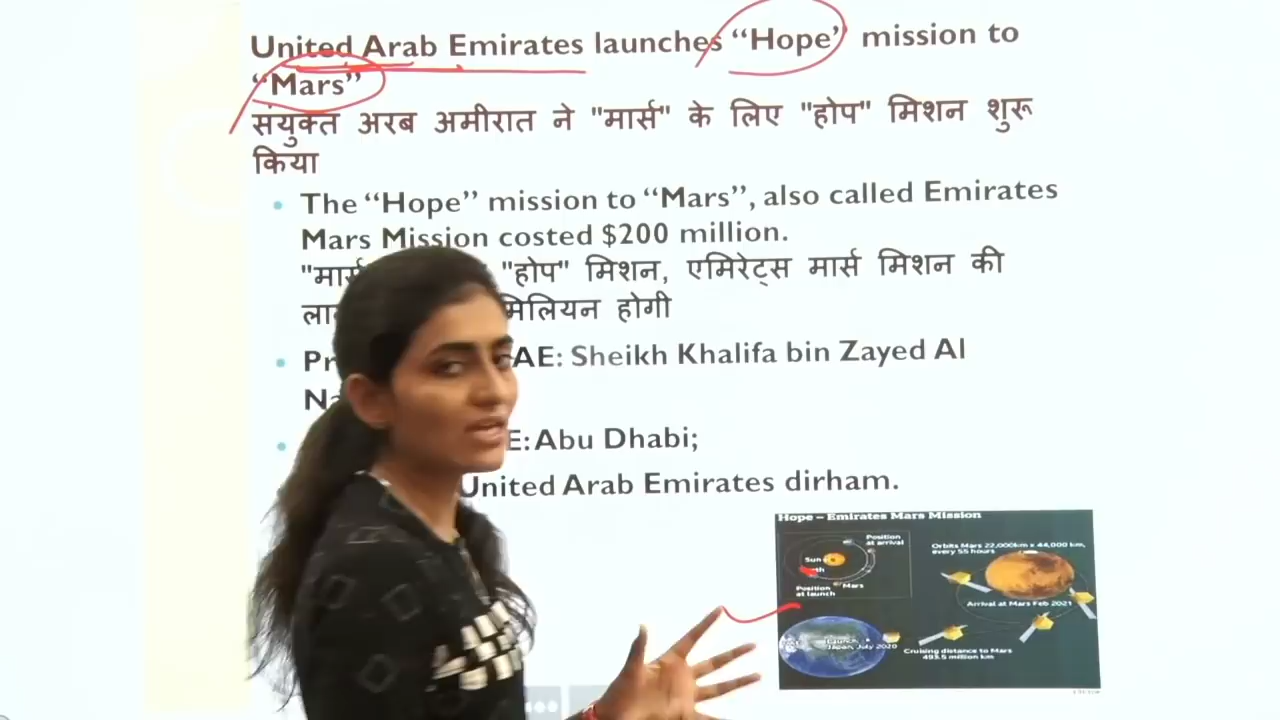 United Arab Emirates launches “Hope” mission to
“Mars”
संयुक्त अरब अमीरात ने "मार्स" के लिए "होप" मिशन शुरू
किया
• The “Hope” mission to “Mars”, also called Emirates
Mars Mission costed $200 million.
"मार्स "होप" मिशन, एमिरेट्स मार्स मिशन की
मिलियन होगी
• AE: Sheikh Khalifa bin Zayed Al
E: Abu Dhabi;
United Arab Emirates dirham.
Hope – Emirates Mars Mission
Position
at arrival
Sun
Mars
Position
at launch
Orbits Mars 22,000km x 44,000 km,
every 55 hours
Arrival at Mars Feb 2021
Launch
Japan, July 2020
Cruising distance to Mars
493.5 million km